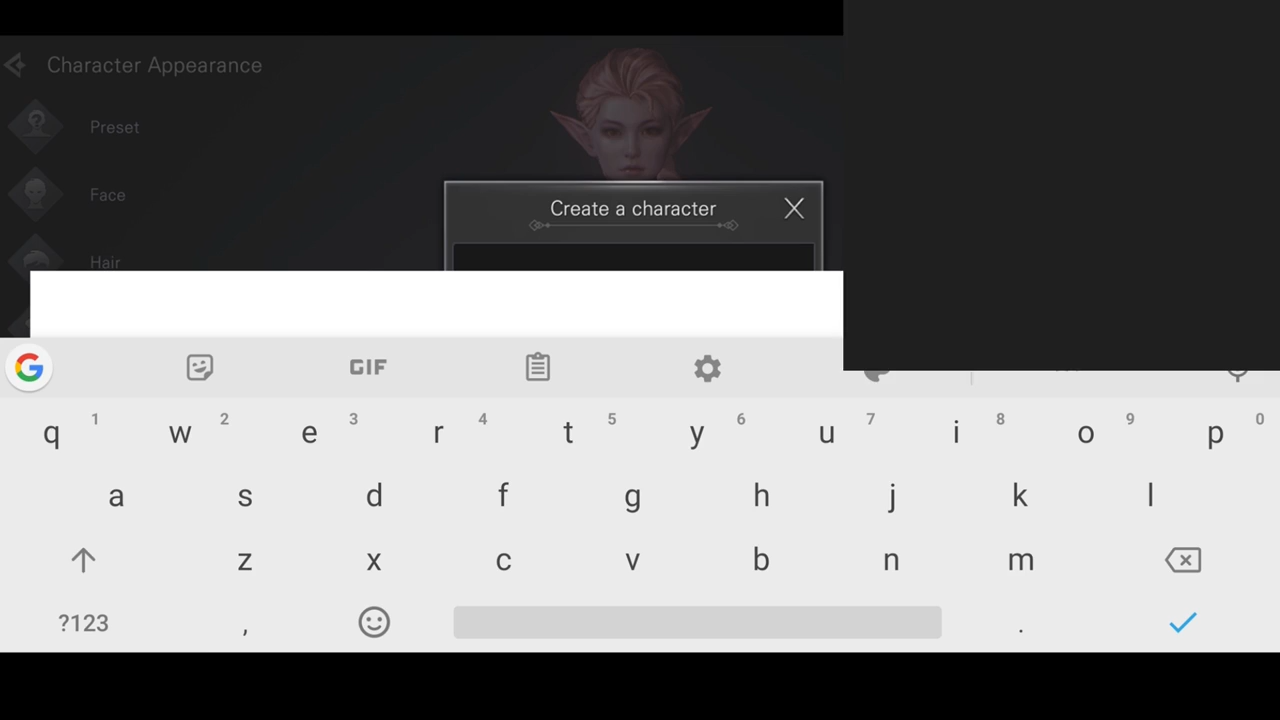 Character Appearance
Preset
Face
Create a character
Hair
GIF
q 1 w 2 e 3 r 4 t 5 y 6 u 7 i 8 o 9 p 0
a s d f g h j k l
z x c v b n m
?123 , .